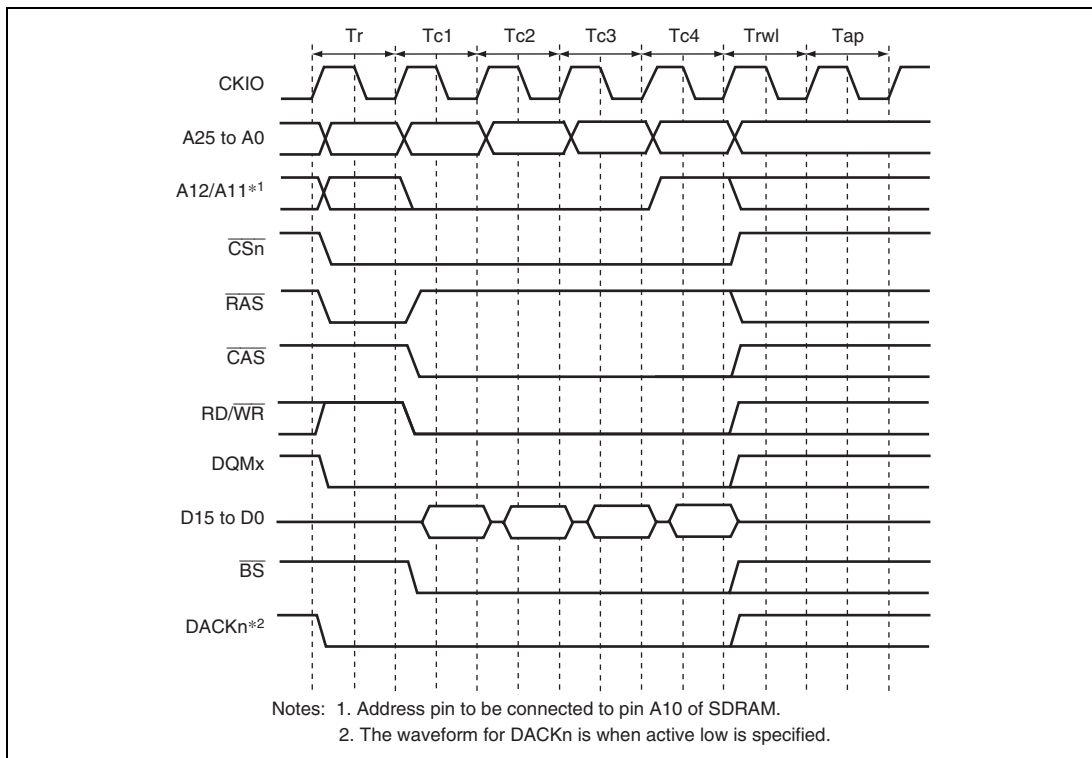 Tr Tc1 Tc2 Tc3 Tc4 Trwl Tap
CKIO
A25 to A0
A12/A11*1
CSn
RAS
CAS
RD/WR
DQMx
D15 to D0
BS
DACKn*2
Notes: 1. Address pin to be connected to pin A10 of SDRAM.
2. The waveform for DACKn is when active low is specified.